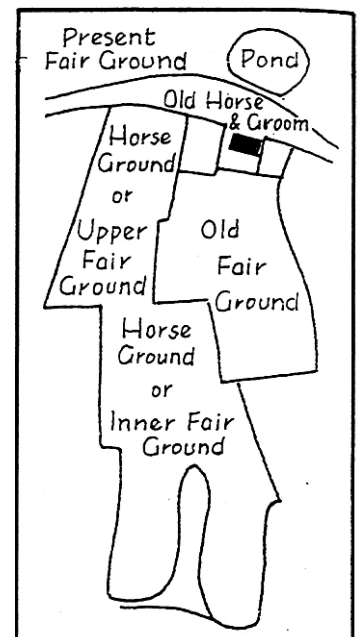 Present
Fair Ground
Pond
Old Horse
& Groom
Horse
Ground
or
Upper
Fair
Ground
Old
Fair
Ground
Horse
Ground
or
Inner Fair
Ground